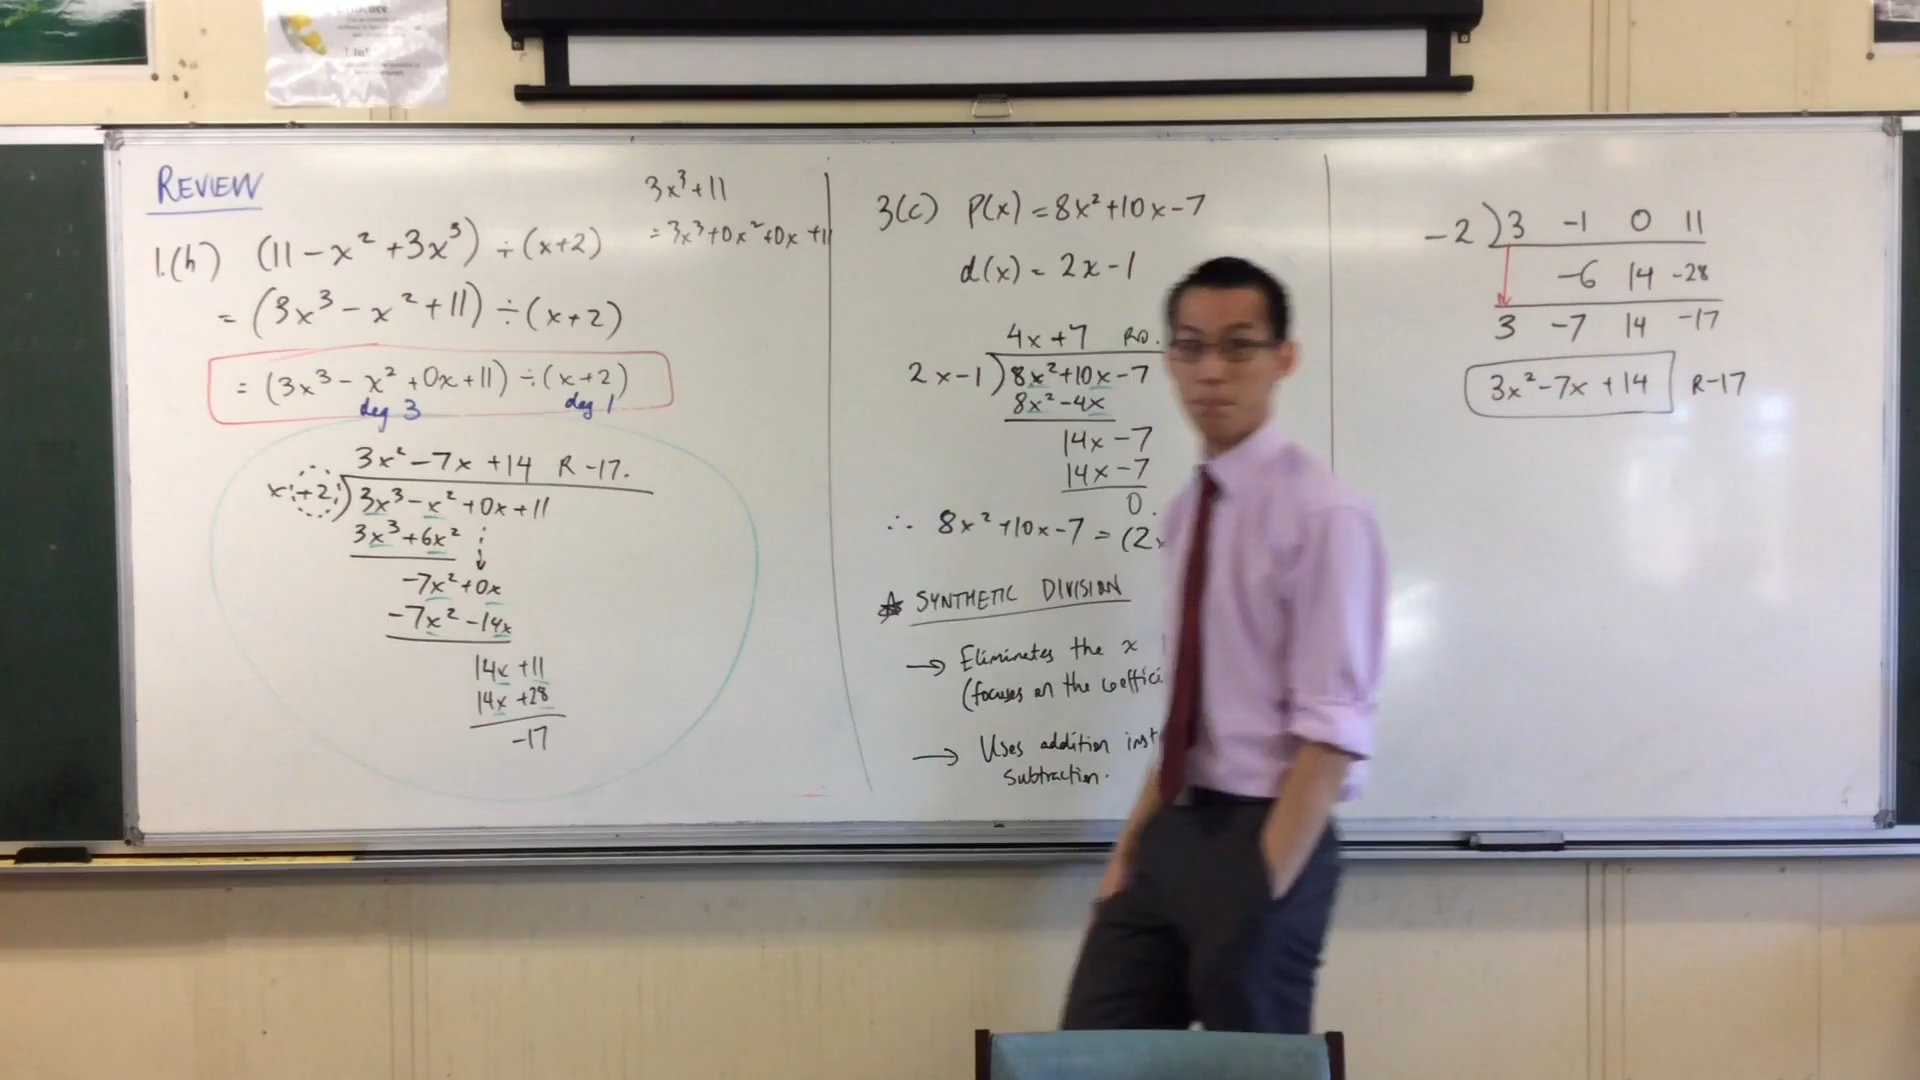 REVIEW
1.(h) (11 - x² + 3x³) ÷ (x+2)
= (3x³ - x² + 11) ÷ (x+2)
= (3x³ - x² + 0x + 11) ÷ (x+2)
deg 3 deg 1
3x² - 7x + 14 R -17.
x+2 ) 3x³ - x² + 0x + 11
3x³ + 6x²
-7x² + 0x
-7x² - 14x
14x + 11
14x + 28
-17
3x³ + 11
= 3x³ + 0x² + 0x + 11
3(c) P(x) = 8x² + 10x - 7
d(x) = 2x - 1
4x + 7 R0.
2x-1 ) 8x² + 10x - 7
8x² - 4x
14x - 7
14x - 7
0.
∴ 8x² + 10x - 7 = (2
SYNTHETIC DIVISION
→ Eliminates the x
(focuses on the
→ Uses addition
subtraction.
-2 ) 3 -1 0 11
-6 14 -28
3 -7 14 -17
3x² - 7x + 14 R-17